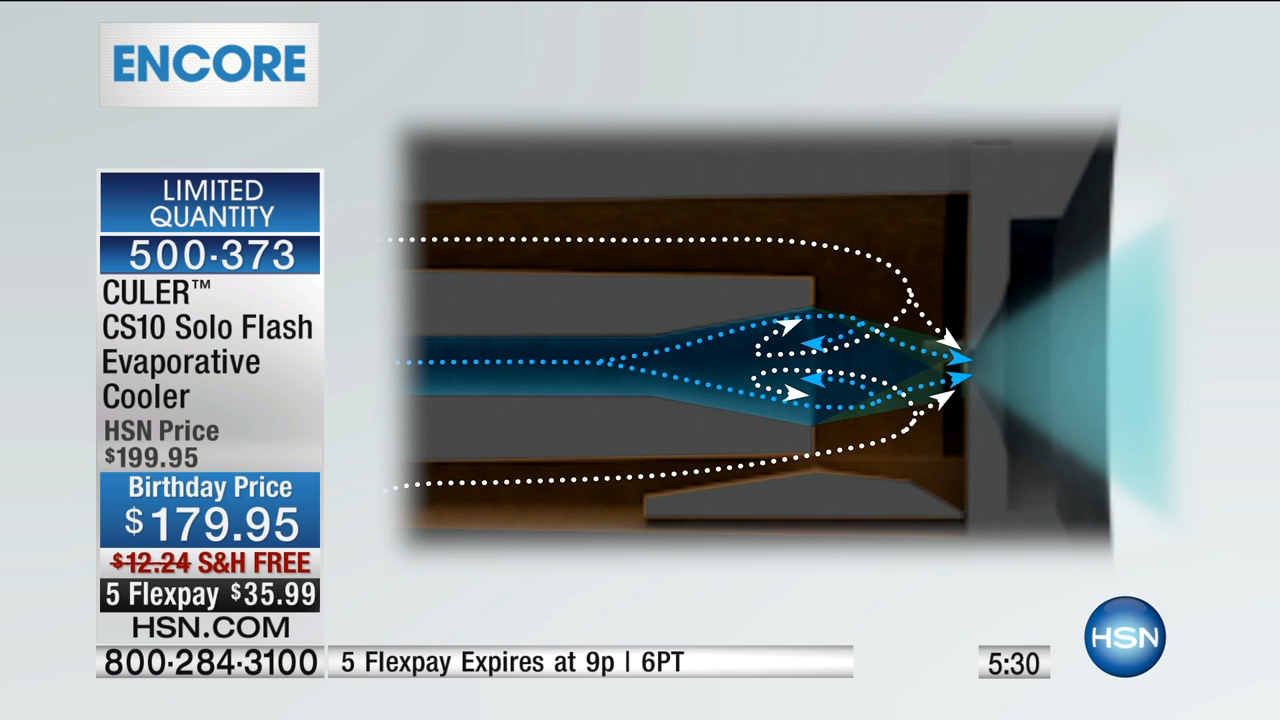 ENCORE
LIMITED
QUANTITY
500·373
CULER™
CS10 Solo Flash
Evaporative
Cooler
HSN Price
$199.95
Birthday Price
$179.95
$12.24 S&H FREE
5 Flexpay $35.99
HSN.COM
800·284·3100
5 Flexpay Expires at 9p | 6PT
5:30
HSN